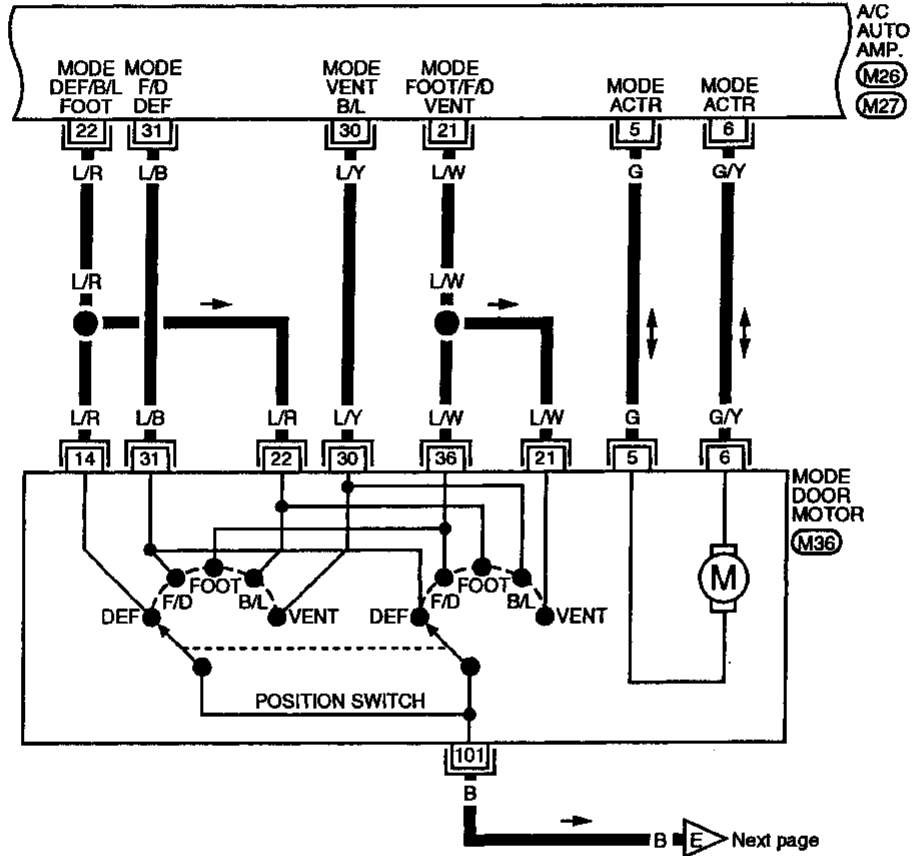 A/C
AUTO
AMP.
M26
M27
MODE
DEF/B/L
FOOT
MODE
F/D
DEF
MODE
VENT
B/L
MODE
FOOT/F/D
VENT
MODE
ACTR
MODE
ACTR
22 31 30 21 5 6
L/R L/B L/Y L/W G G/Y
L/R L/W
L/R L/B L/R L/Y L/W L/W G G/Y
14 31 22 30 36 21 5 6
MODE
DOOR
MOTOR
M36
M
DEF F/D FOOT B/L VENT
DEF F/D FOOT B/L VENT
POSITION SWITCH
101
B
B E Next page